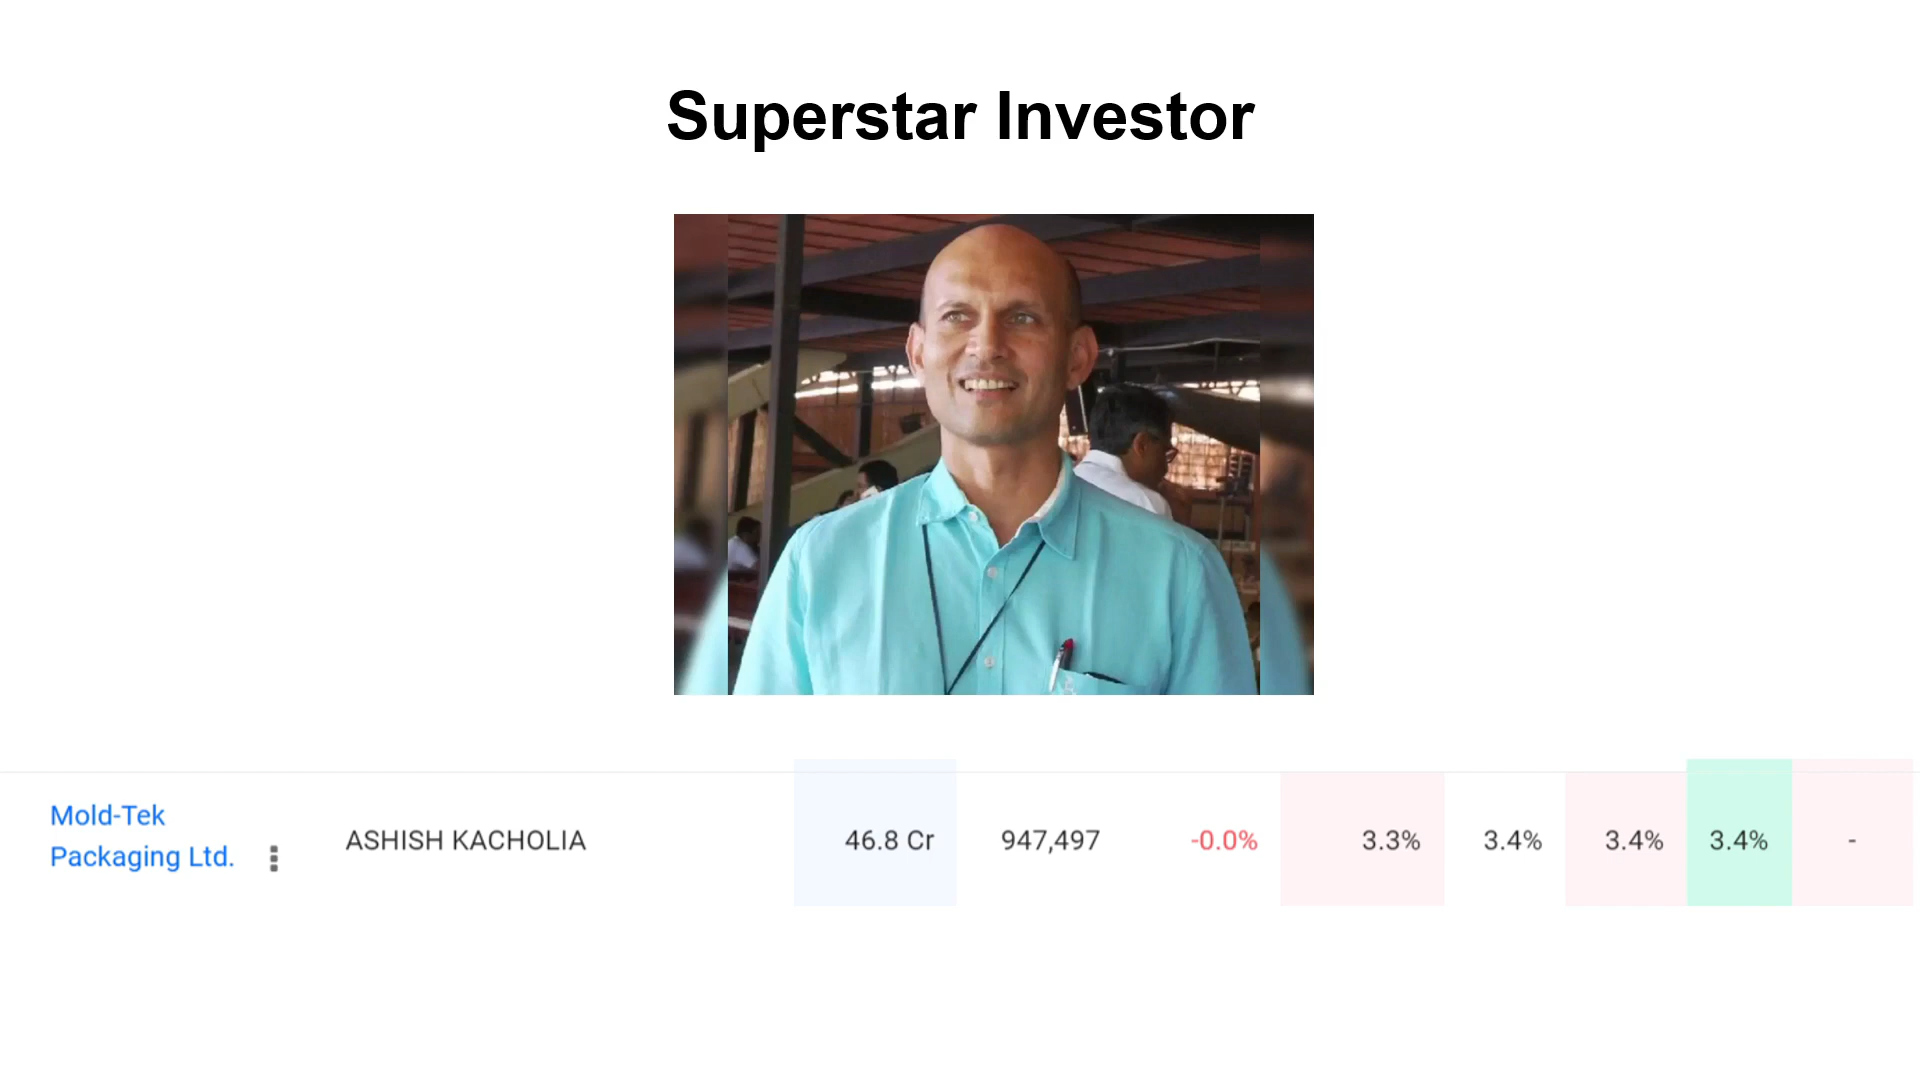 Superstar Investor
Mold-Tek
Packaging Ltd.
ASHISH KACHOLIA 46.8 Cr 947,497 -0.0% 3.3% 3.4% 3.4% 3.4% -